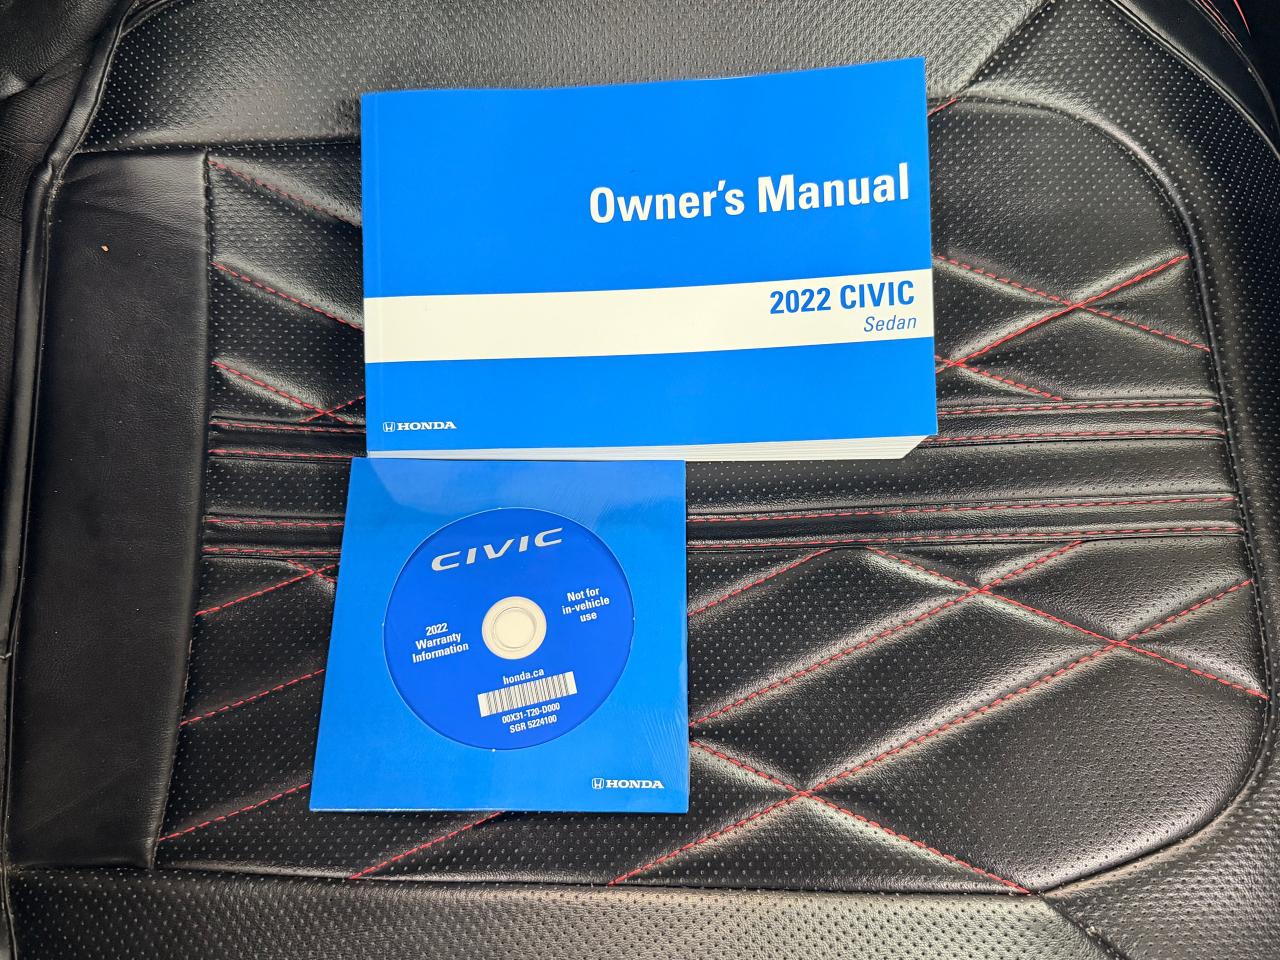 Owner's Manual
2022 CIVIC
Sedan
HONDA
CIVIC
2022
Warranty
Information
Not for
in-vehicle
use
honda.ca
00X31-T20-D000
SGR 5224100
HONDA